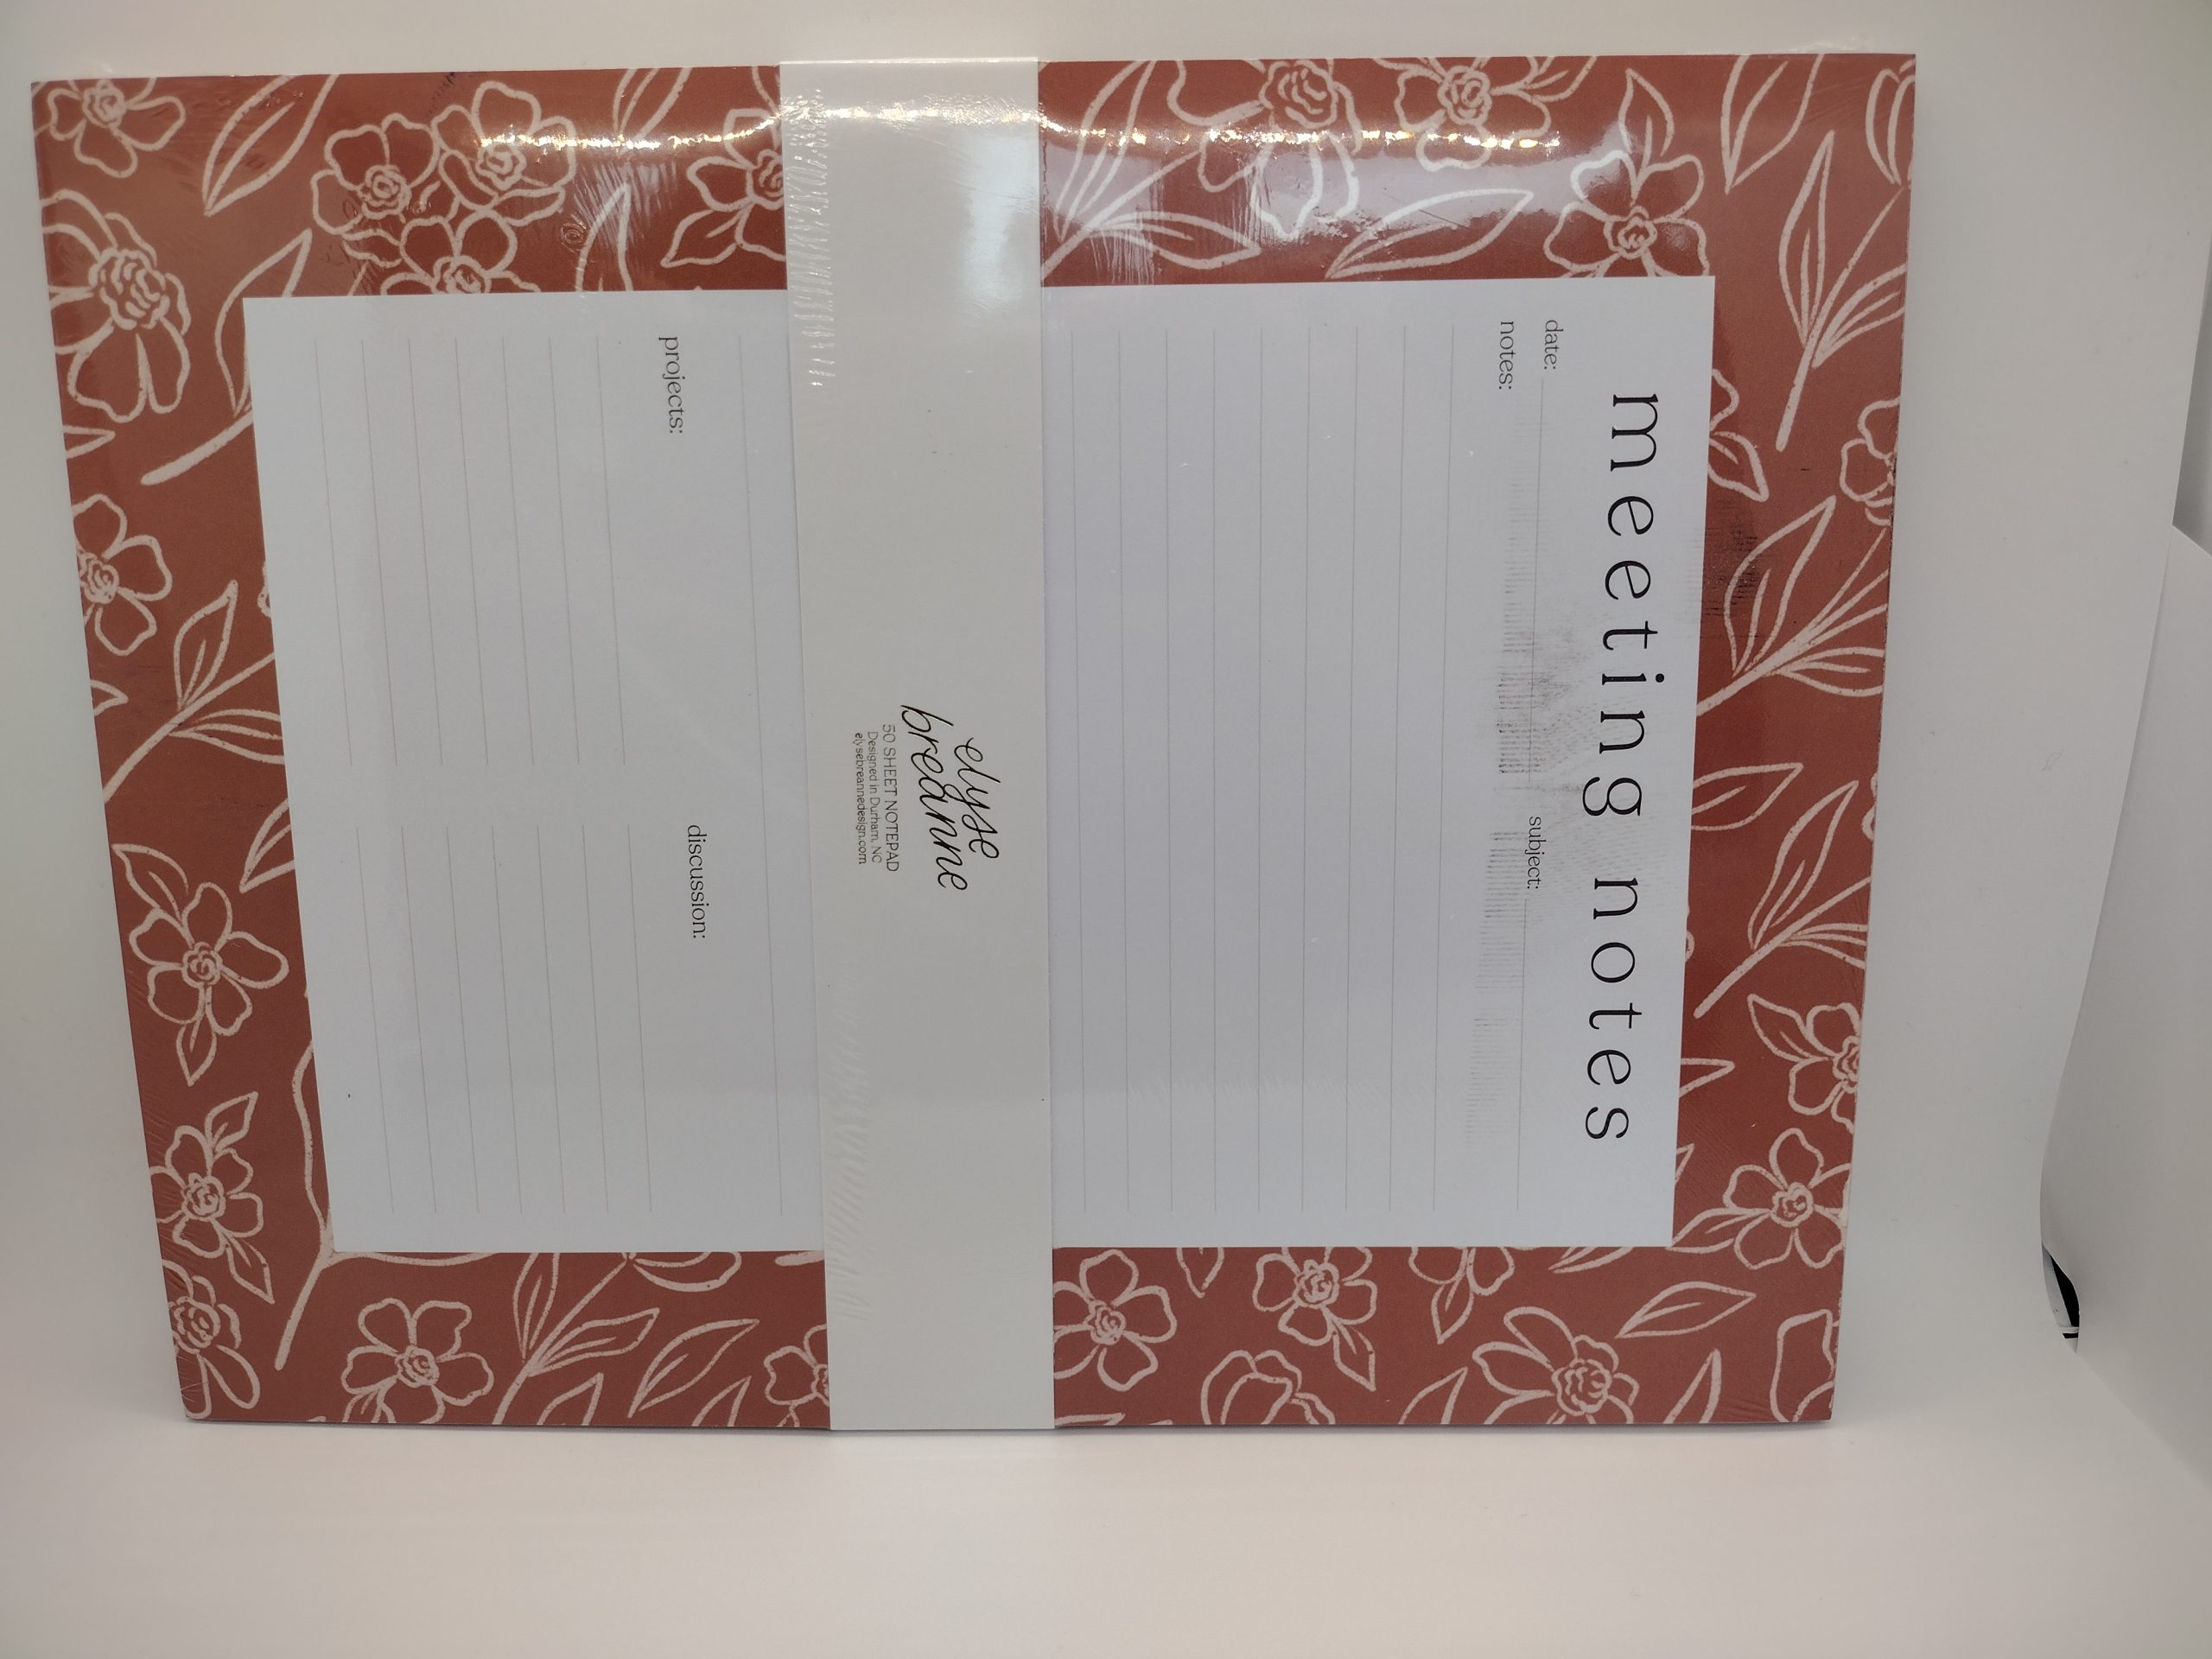 meeting notes
date: subject:
notes:
elyse
breanne
50 SHEET NOTEPAD
Designed in Durham, NC
elysebreannedesign.com
projects: discussion: